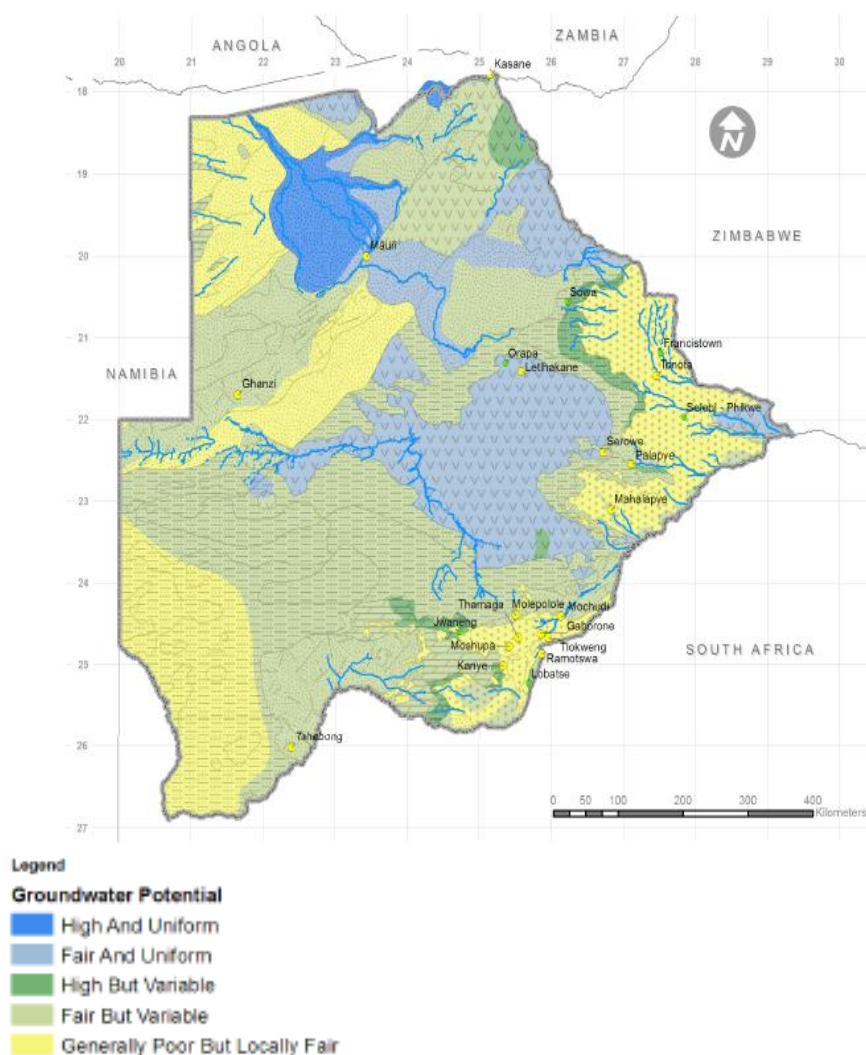 ANGOLA
ZAMBIA
Kasane
20 22 23 24 25 26 27 28 29 30
18
N
19
ZIMBABWE
20
Maun
Sowa
21
Francistown
Orapa
Tonota
NAMIBIA
Letlhakane
Ghanzi
22
Selebi - Phikwe
Serowe
Palapye
23
Mahalapye
24
Thamaga Molepolole Mochudi
Jwaneng
Gaborone
Moshupa
Tlokweng
SOUTH AFRICA
25
Kanye
Ramotswa
Lobatse
26
Tshabong
0 50 100 200 300 400
Kilometers
27
Legend
Groundwater Potential
High And Uniform
Fair And Uniform
High But Variable
Fair But Variable
Generally Poor But Locally Fair